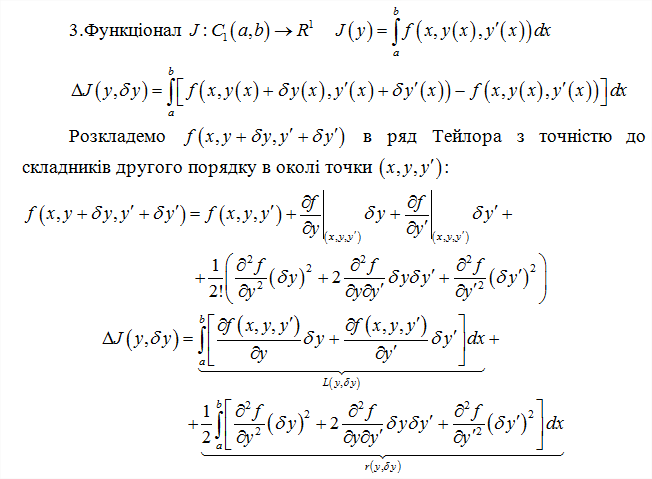 3.Функціонал $J : C_1(a,b) \to R^1 \quad J(y) = \int_a^b f(x, y(x), y'(x))dx$
$\Delta J(y, \delta y) = \int_a^b \left[ f(x, y(x) + \delta y(x), y'(x) + \delta y'(x)) - f(x, y(x), y'(x)) \right] dx$
Розкладемо $f(x, y + \delta y, y' + \delta y')$ в ряд Тейлора з точністю до
складників другого порядку в околі точки $(x, y, y')$:
$f(x, y + \delta y, y' + \delta y') = f(x, y, y') + \left. \frac{\partial f}{\partial y} \right|_{(x,y,y')} \delta y + \left. \frac{\partial f}{\partial y'} \right|_{(x,y,y')} \delta y' +$
$+ \frac{1}{2!} \left( \frac{\partial^2 f}{\partial y^2} (\delta y)^2 + 2 \frac{\partial^2 f}{\partial y \partial y'} \delta y \delta y' + \frac{\partial^2 f}{\partial y'^2} (\delta y')^2 \right)$
$\Delta J(y, \delta y) = \underbrace{\int_a^b \left[ \frac{\partial f(x, y, y')}{\partial y} \delta y + \frac{\partial f(x, y, y')}{\partial y'} \delta y' \right] dx}_{L(y, \delta y)} +$
$+ \underbrace{\frac{1}{2} \int_a^b \left[ \frac{\partial^2 f}{\partial y^2} (\delta y)^2 + 2 \frac{\partial^2 f}{\partial y \partial y'} \delta y \delta y' + \frac{\partial^2 f}{\partial y'^2} (\delta y')^2 \right] dx}_{r(y, \delta y)}$